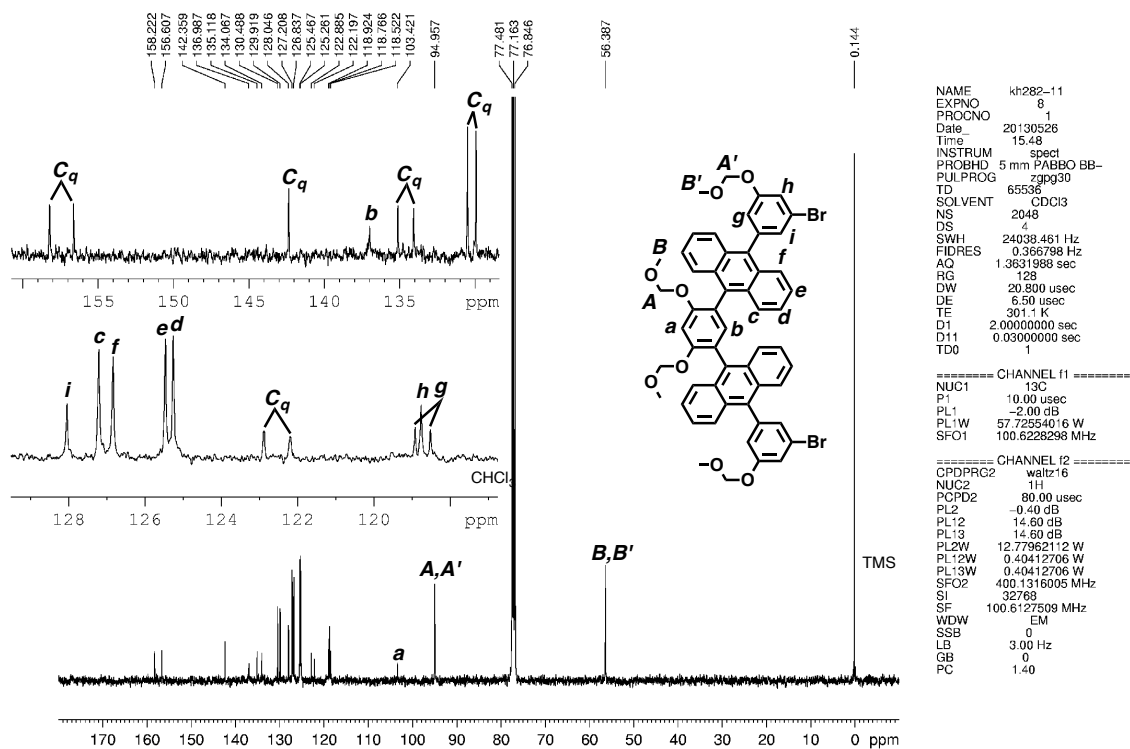 158.222
156.607
142.359
136.987
135.118
134.067
130.488
129.919
128.046
127.208
126.837
125.467
125.261
122.885
122.197
118.924
118.766
118.522
103.421
94.957
77.481
77.163
76.846
56.387
0.144
Cq
Cq
b
Cq
Cq
155 150 145 140 135 ppm
i
c
f
e
d
Cq
h
g
128 126 124 122 120 ppm
CHCl3
A,A'
a
B,B'
TMS
170 160 150 140 130 120 110 100 90 80 70 60 50 40 30 20 10 0 ppm
A'
B'
O
O
h
g
Br
i
B
f
O
A
O
e
c
d
a
b
O
O
Br
O
O
NAME kh282-11
EXPNO 8
PROCNO 1
Date_ 20130526
Time 15.48
INSTRUM spect
PROBHD 5 mm PABBO BB-
PULPROG zgpg30
TD 65536
SOLVENT CDCl3
NS 2048
DS 4
SWH 24038.461 Hz
FIDRES 0.366798 Hz
AQ 1.3631988 sec
RG 128
DW 20.800 usec
DE 6.50 usec
TE 301.1 K
D1 2.00000000 sec
D11 0.03000000 sec
TD0 1
======== CHANNEL f1 ========
NUC1 13C
P1 10.00 usec
PL1 -2.00 dB
PL1W 57.72554016 W
SFO1 100.6228298 MHz
======== CHANNEL f2 ========
CPDPRG2 waltz16
NUC2 1H
PCPD2 80.00 usec
PL2 -0.40 dB
PL12 14.60 dB
PL13 14.60 dB
PL2W 12.77962112 W
PL12W 0.40412706 W
PL13W 0.40412706 W
SFO2 400.1316005 MHz
SI 32768
SF 100.6127509 MHz
WDW EM
SSB 0
LB 3.00 Hz
GB 0
PC 1.40